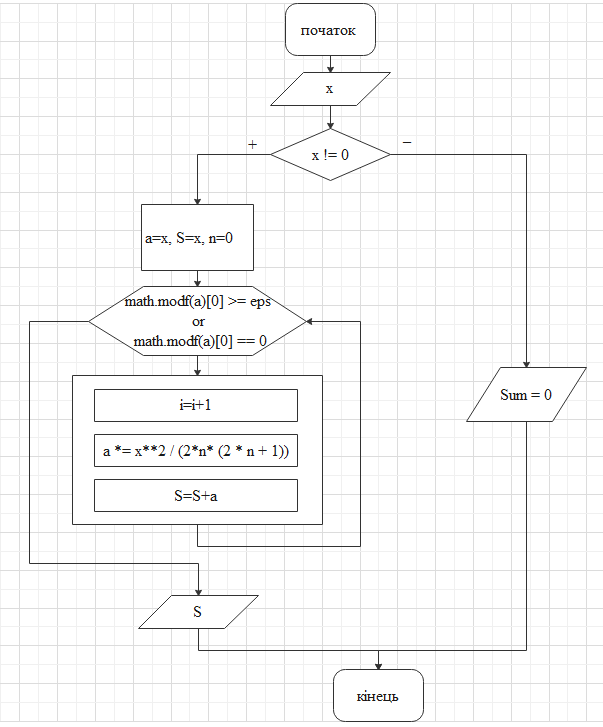 початок
x
x != 0
+
−
a=x, S=x, n=0
math.modf(a)[0] >= eps
or
math.modf(a)[0] == 0
i=i+1
a *= x**2 / (2*n* (2 * n + 1))
S=S+a
Sum = 0
S
кінець